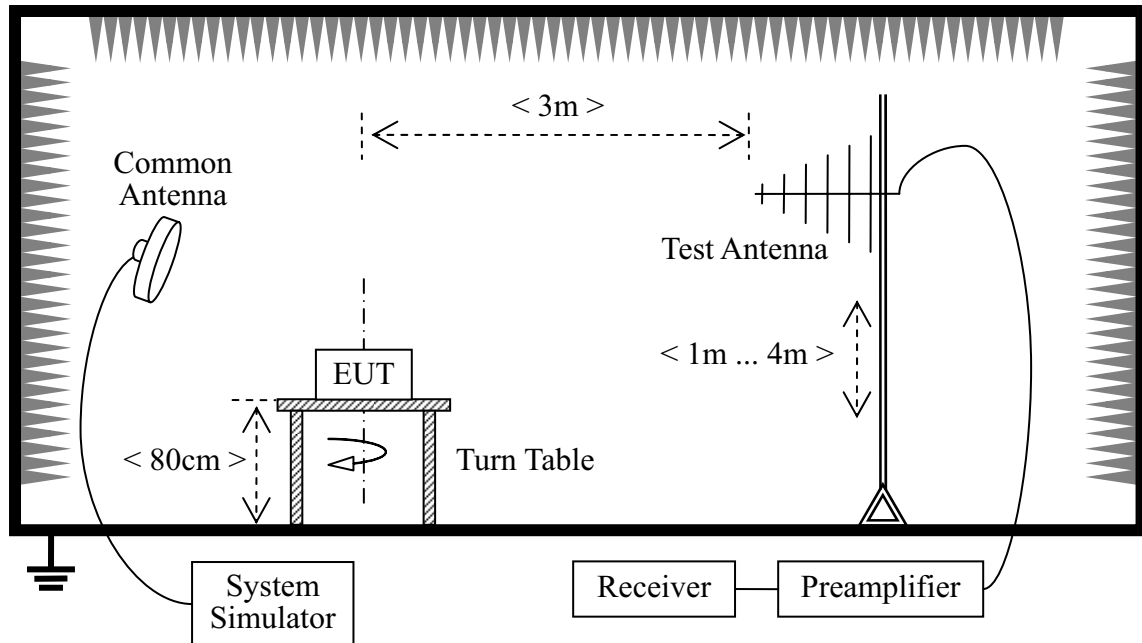 < 3m >
Common
Antenna
Test Antenna
< 1m ... 4m >
EUT
< 80cm >
Turn Table
System
Simulator
Receiver
Preamplifier